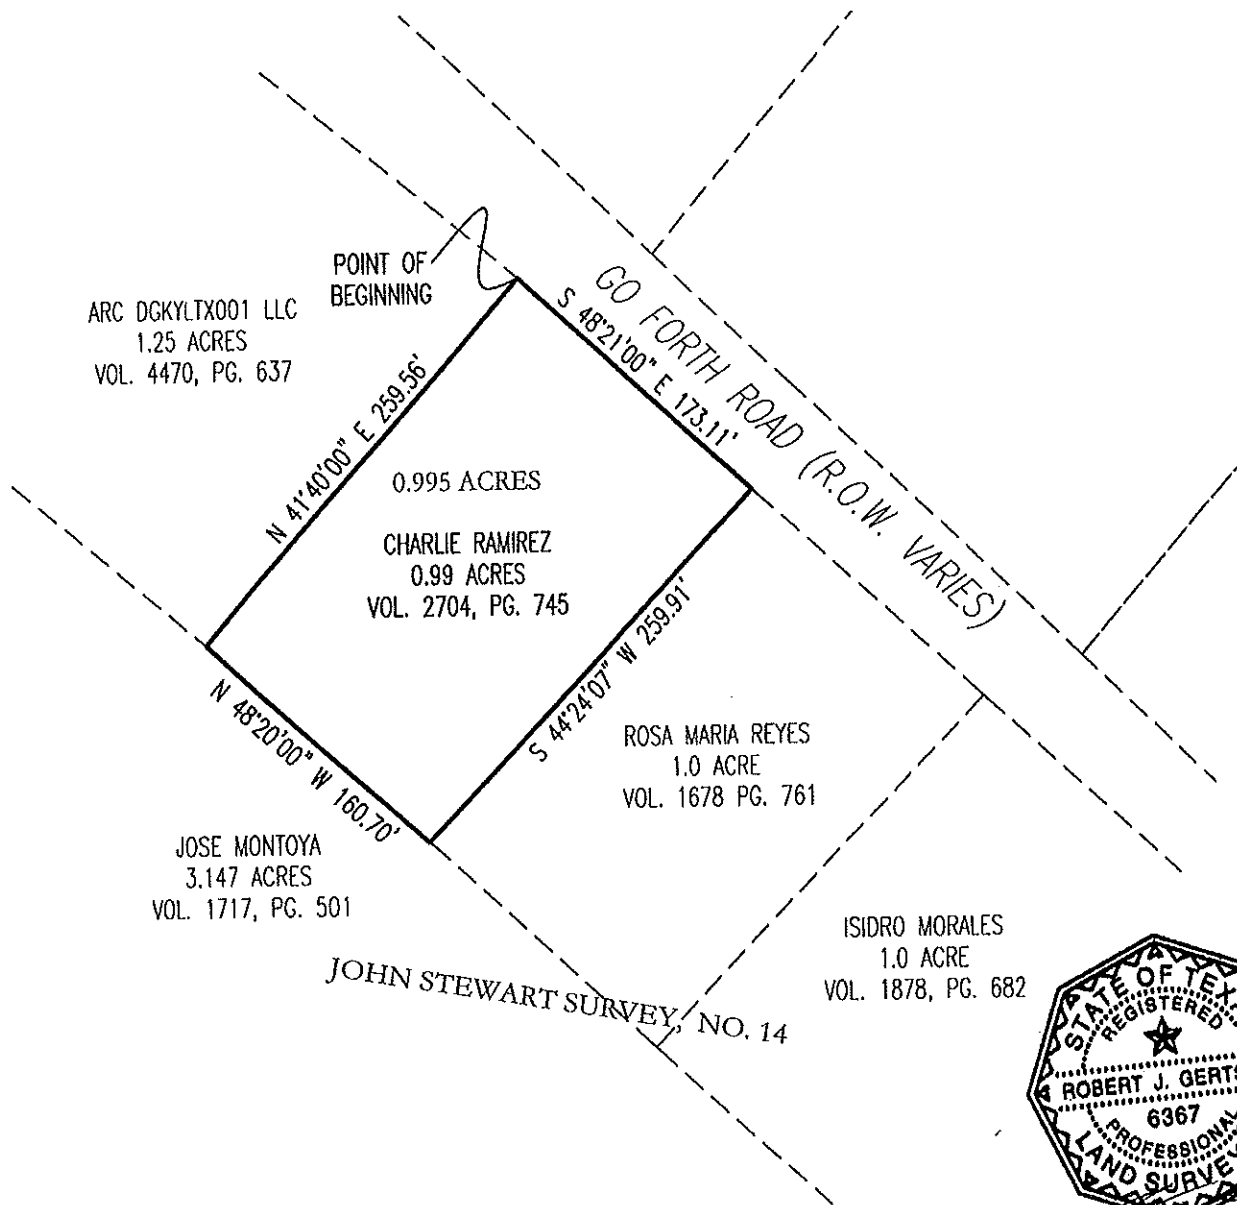 POINT OF
BEGINNING
ARC DGKYLTX001 LLC
1.25 ACRES
VOL. 4470, PG. 637
GO FORTH ROAD (R.O.W. VARIES)
S 48°21'00" E 173.11'
N 41°40'00" E 259.56'
0.995 ACRES
CHARLIE RAMIREZ
0.99 ACRES
VOL. 2704, PG. 745
S 44°24'07" W 259.91'
N 48°20'00" W 160.70'
ROSA MARIA REYES
1.0 ACRE
VOL. 1678 PG. 761
JOSE MONTOYA
3.147 ACRES
VOL. 1717, PG. 501
ISIDRO MORALES
1.0 ACRE
VOL. 1878, PG. 682
JOHN STEWART SURVEY, NO. 14
STATE OF
REGISTERED
ROBERT J.
6367
PROFESSIONAL
LAND